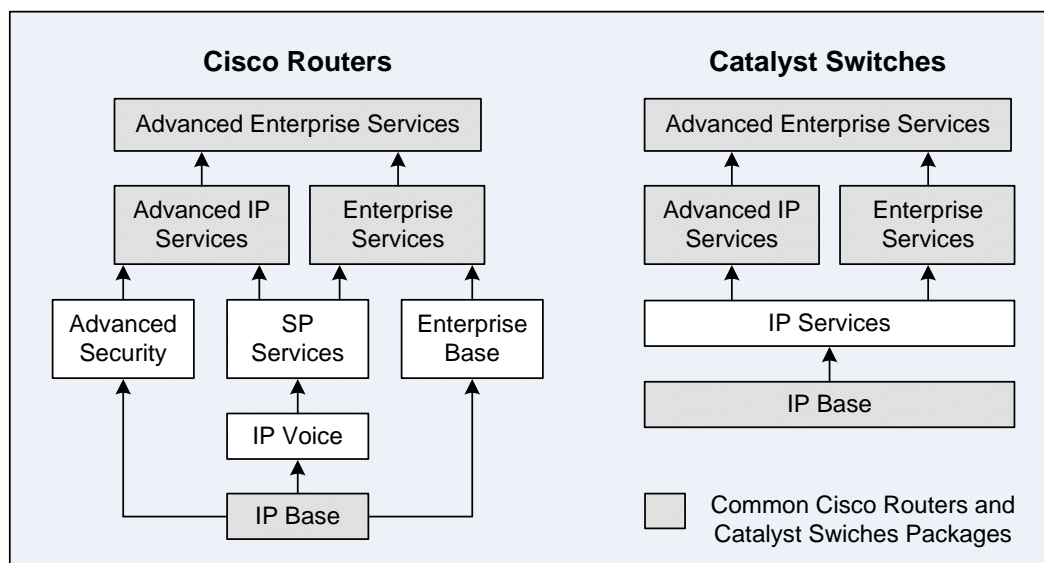 Cisco Routers
Advanced Enterprise Services
Advanced IP
Services
Enterprise
Services
Advanced
Security
SP
Services
Enterprise
Base
IP Voice
IP Base
Catalyst Switches
Advanced Enterprise Services
Advanced IP
Services
Enterprise
Services
IP Services
IP Base
Common Cisco Routers and
Catalyst Swiches Packages